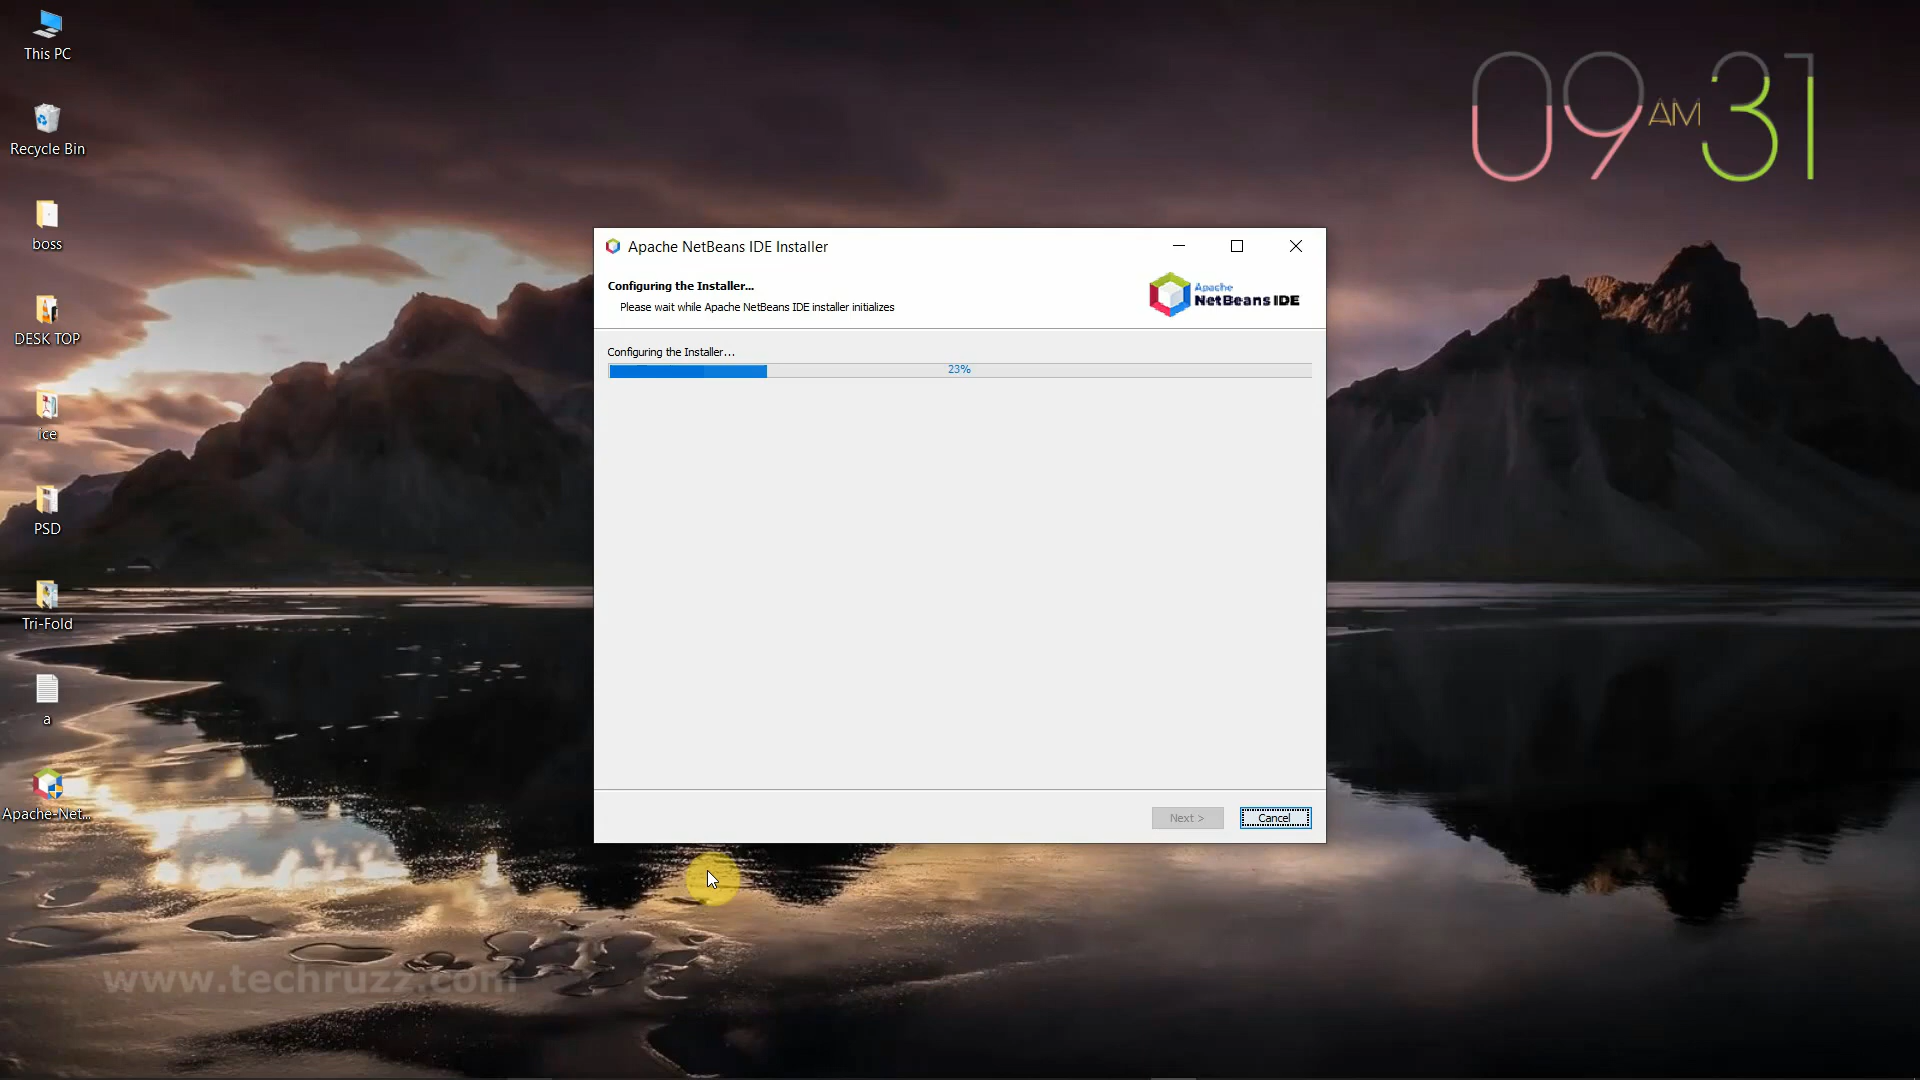 This PC
Recycle Bin
boss
DESK TOP
ice
PSD
Tri-Fold
a
Apache-Net...
09 AM 31
Apache NetBeans IDE Installer
Configuring the Installer...
Please wait while Apache NetBeans IDE installer initializes
Apache
NetBeans IDE
Configuring the Installer...
23%
Next >
Cancel
www.techruzz.com